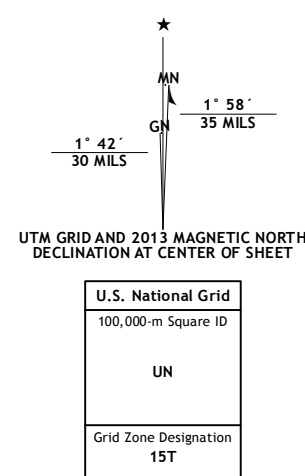 ★
MN
1° 58´
35 MILS
GN
1° 42´
30 MILS
UTM GRID AND 2013 MAGNETIC NORTH
DECLINATION AT CENTER OF SHEET
U.S. National Grid
100,000-m Square ID
UN
Grid Zone Designation
15T